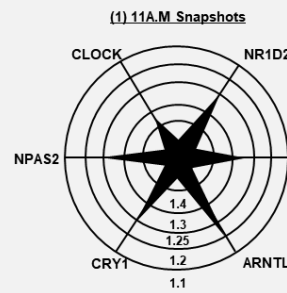 (1) 11A.M Snapshots
CLOCK
NR1D2
NPAS2
1.4
1.3
1.25
1.2
CRY1
ARNTL
1.1